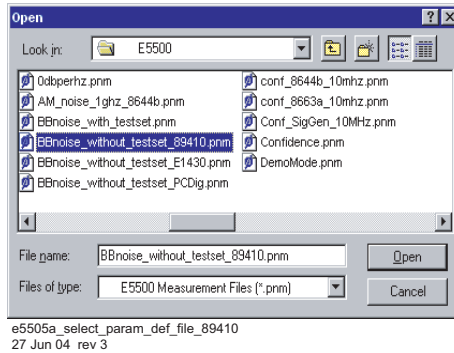 Open
Look in: E5500
0dbperhz.pnm
AM_noise_1ghz_8644b.pnm
BBnoise_with_testset.pnm
BBnoise_without_testset_89410.pnm
BBnoise_without_testset_E1430.pnm
BBnoise_without_testset_PCDig.pnm
conf_8644b_10mhz.pnm
conf_8663a_10mhz.pnm
Conf_SigGen_10MHz.pnm
Confidence.pnm
DemoMode.pnm
File name: BBnoise_without_testset_89410.pnm Open
Files of type: E5500 Measurement Files (*.pnm) Cancel
e5505a_select_param_def_file_89410
27 Jun 04 rev 3